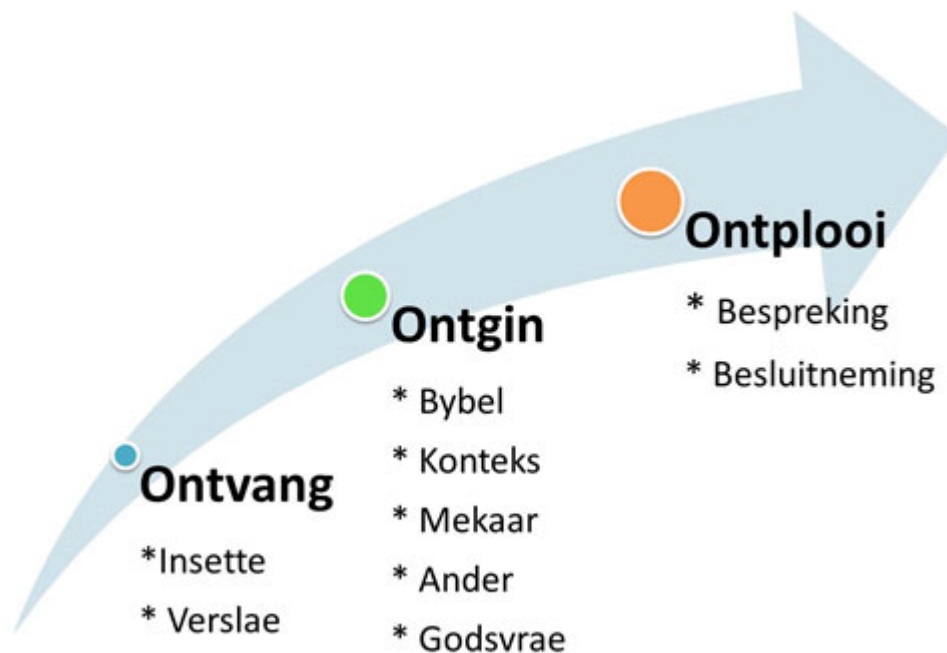 Ontvang
*Insette
* Verslae
Ontgin
* Bybel
* Konteks
* Mekaar
* Ander
* Godsvrae
Ontplooi
* Bespreking
* Besluitneming